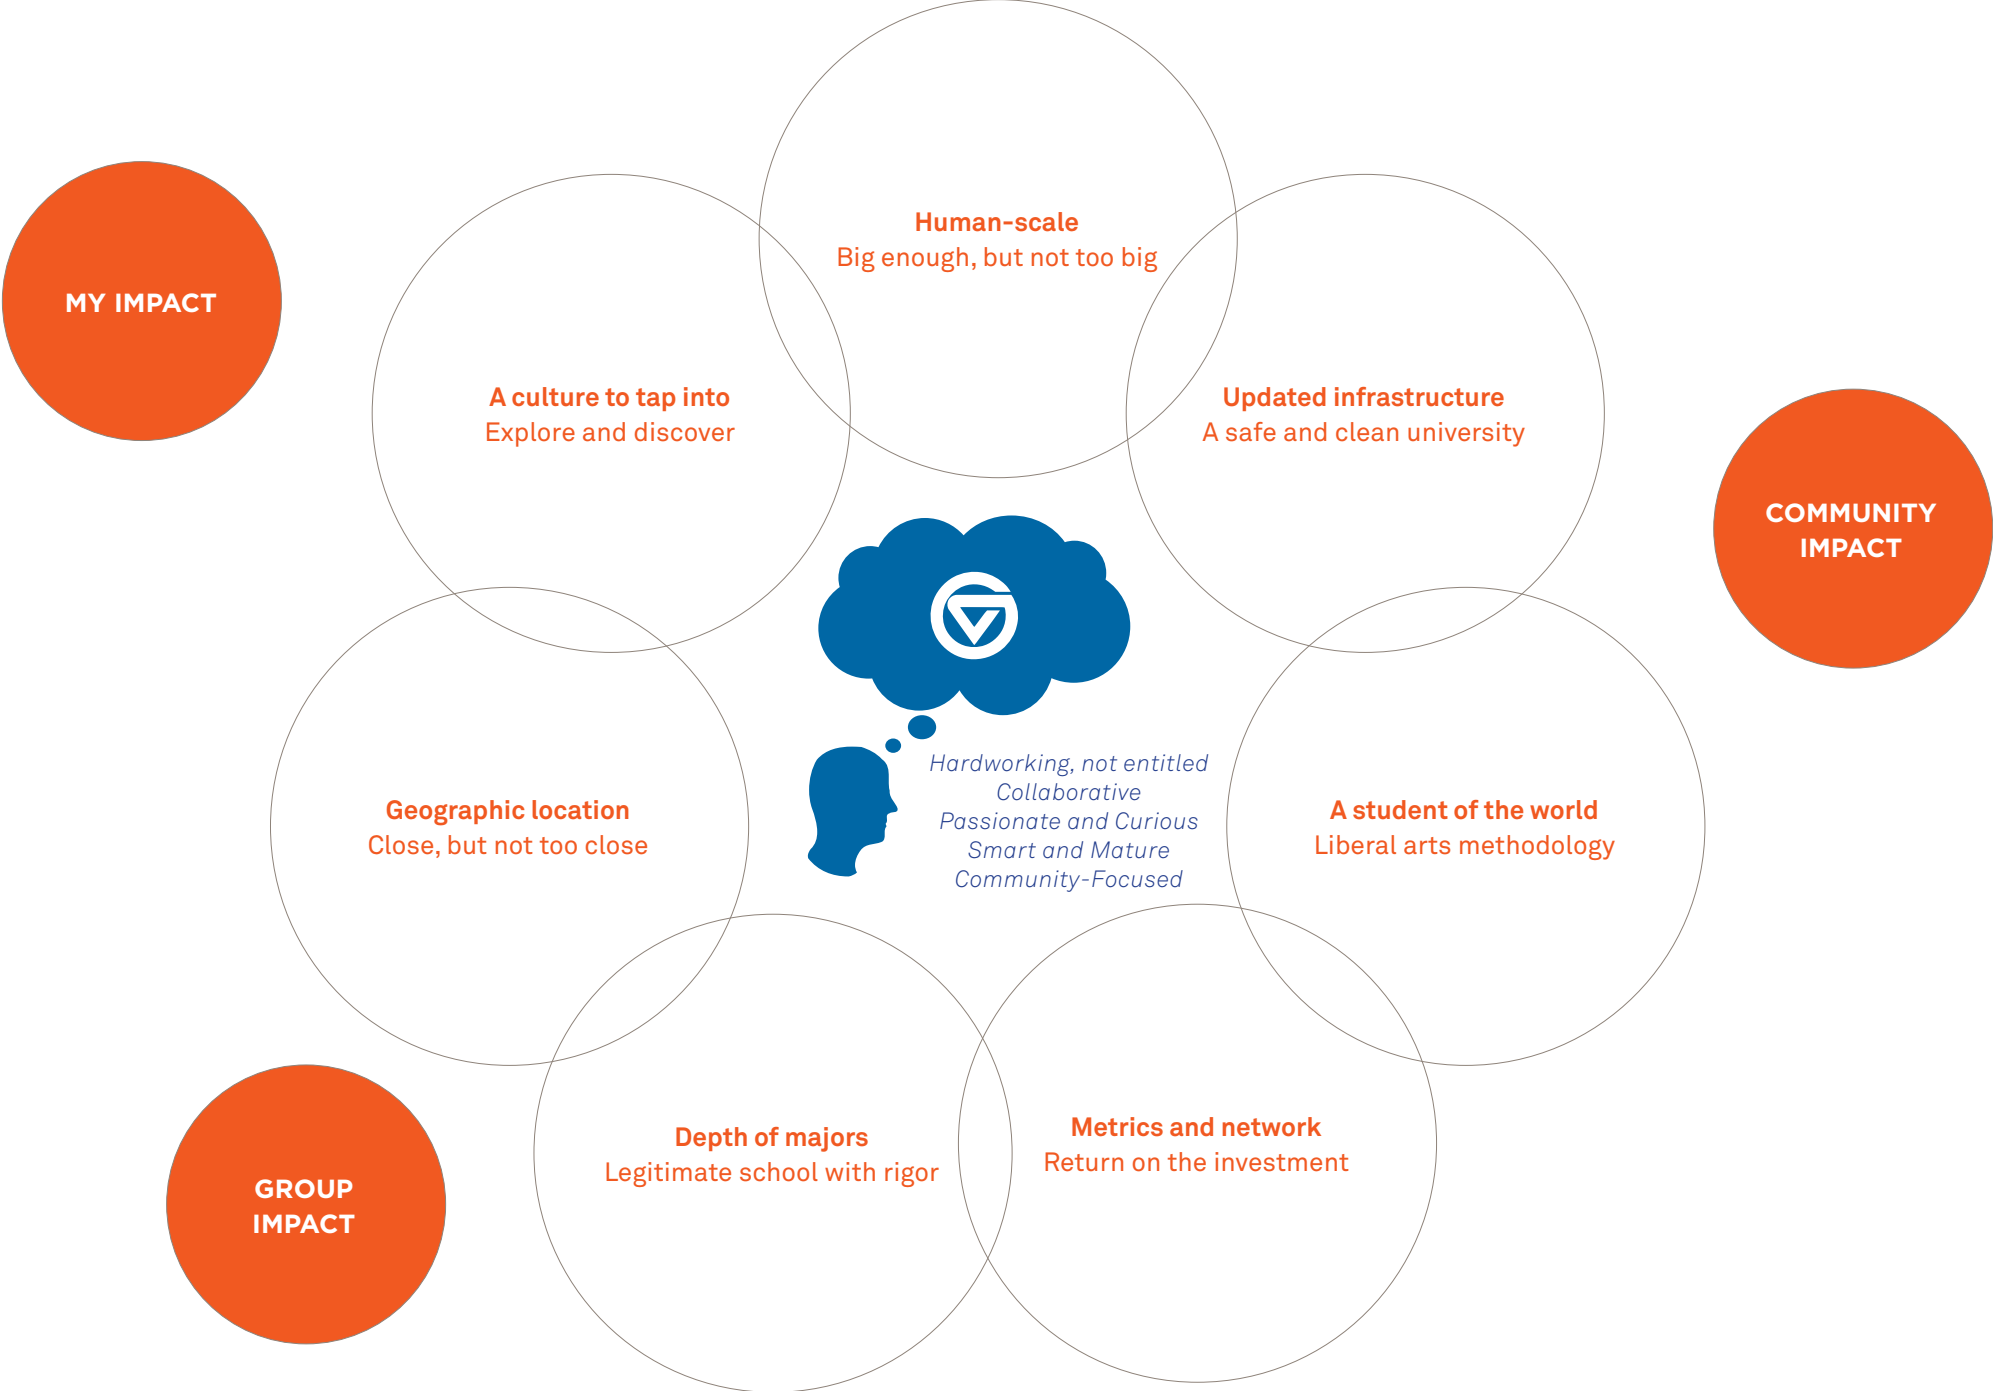 Human-scale
Big enough, but not too big
MY IMPACT
A culture to tap into
Explore and discover
Updated infrastructure
A safe and clean university
COMMUNITY
IMPACT
Hardworking, not entitled
Collaborative
Passionate and Curious
Smart and Mature
Community-Focused
Geographic location
Close, but not too close
A student of the world
Liberal arts methodology
Depth of majors
Legitimate school with rigor
Metrics and network
Return on the investment
GROUP
IMPACT